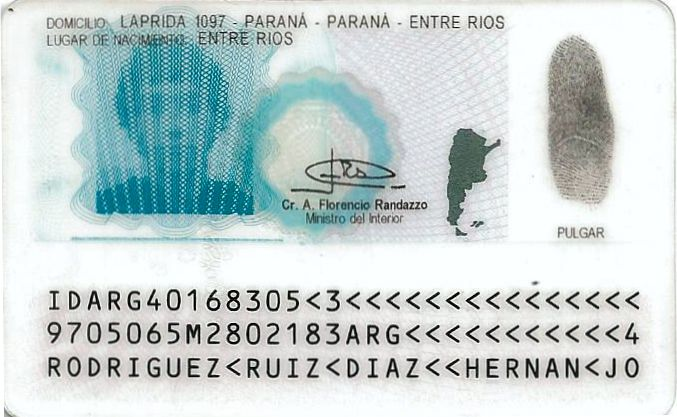 DOMICILIO: LAPRIDA 1097 - PARANÁ - PARANÁ - ENTRE RIOS
LUGAR DE NACIMIENTO: ENTRE RIOS
Cr. A. Florencio Randazzo
Ministro del Interior
PULGAR
IDARG40168305<3<<<<<<<<<<<<<<<
9705065M2802183ARG<<<<<<<<<<<4
RODRIGUEZ<RUIZ<DIAZ<<HERNAN<JO